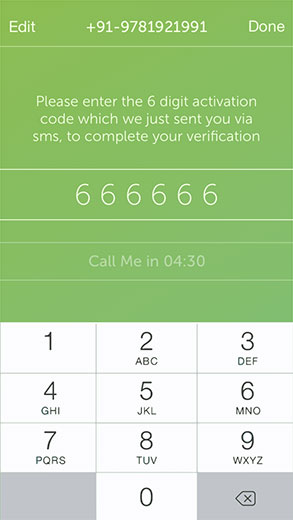 Edit +91-9781921991 Done
Please enter the 6 digit activation
code which we just sent you via
sms, to complete your verification
6 6 6 6 6 6
Call Me in 04:30
1 2 3
ABC DEF
4 5 6
GHI JKL MNO
7 8 9
PQRS TUV WXYZ
0